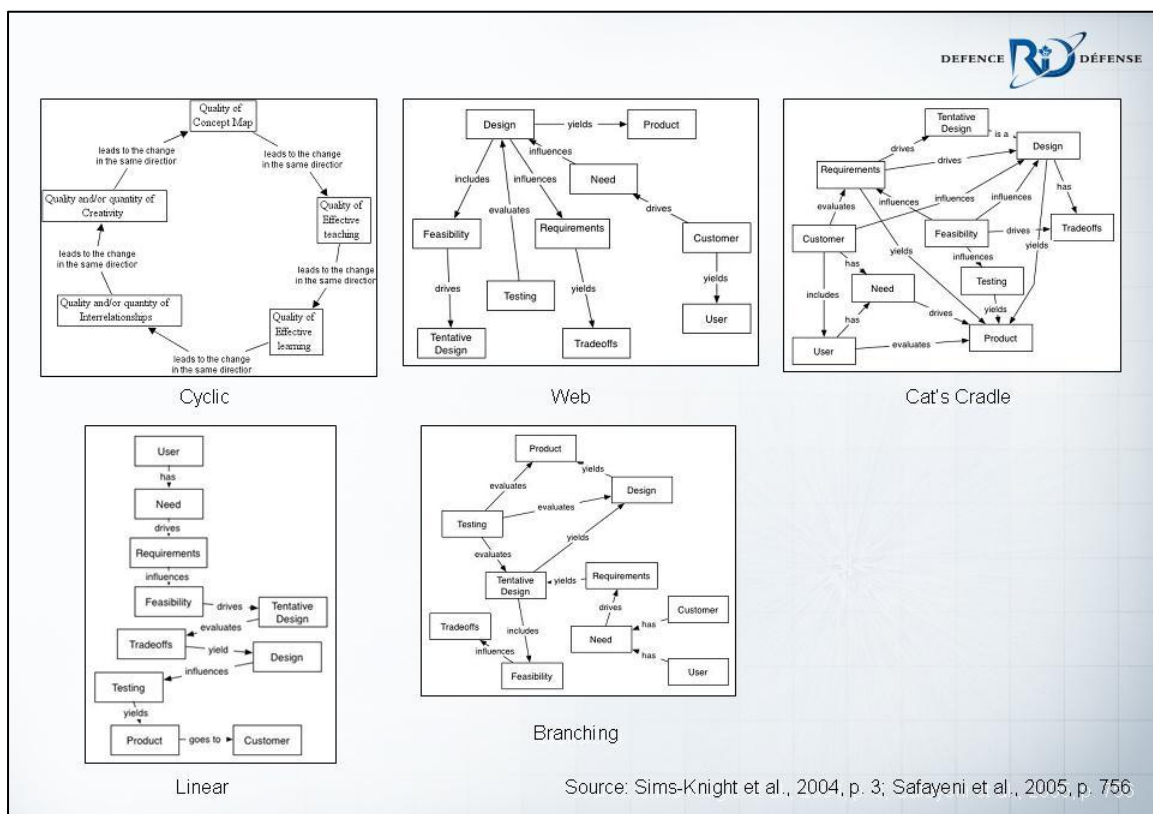 DEFENCE
DÉFENSE
Quality of
Concept Map
leads to the change
in the same direction
leads to the change
in the same direction
Quality and/or quantity of
Creativity
Quality of
Effective
teaching
leads to the change
in the same direction
leads to the change
in the same direction
Quality and/or quantity of
Interrelationships
Quality of
Effective
learning
leads to the change
in the same direction
Cyclic
Design
yields
Product
influences
includes
influences
Need
evaluates
drives
Feasibility
Requirements
Customer
drives
yields
yields
Testing
User
Tentative
Design
Tradeoffs
Web
Tentative
Design
is a
drives
Design
Requirements
drives
has
influences
influences
influences
evaluates
Customer
Feasibility
drives
Tradeoffs
yields
influences
yields
has
Need
Testing
includes
yields
has
drives
User
evaluates
Product
Cat's Cradle
User
has
Need
drives
Requirements
influences
Feasibility
drives
Tentative
Design
evaluates
Tradeoffs
yield
Design
influences
Testing
yields
Product
goes to
Customer
Linear
Product
yields
evaluates
Design
evaluates
Testing
evaluates
yields
Tentative
Design
yields
Requirements
drives
Customer
has
Tradeoffs
includes
Need
influences
has
Feasibility
User
Branching
Source: Sims-Knight et al., 2004, p. 3; Safayeni et al., 2005, p. 756